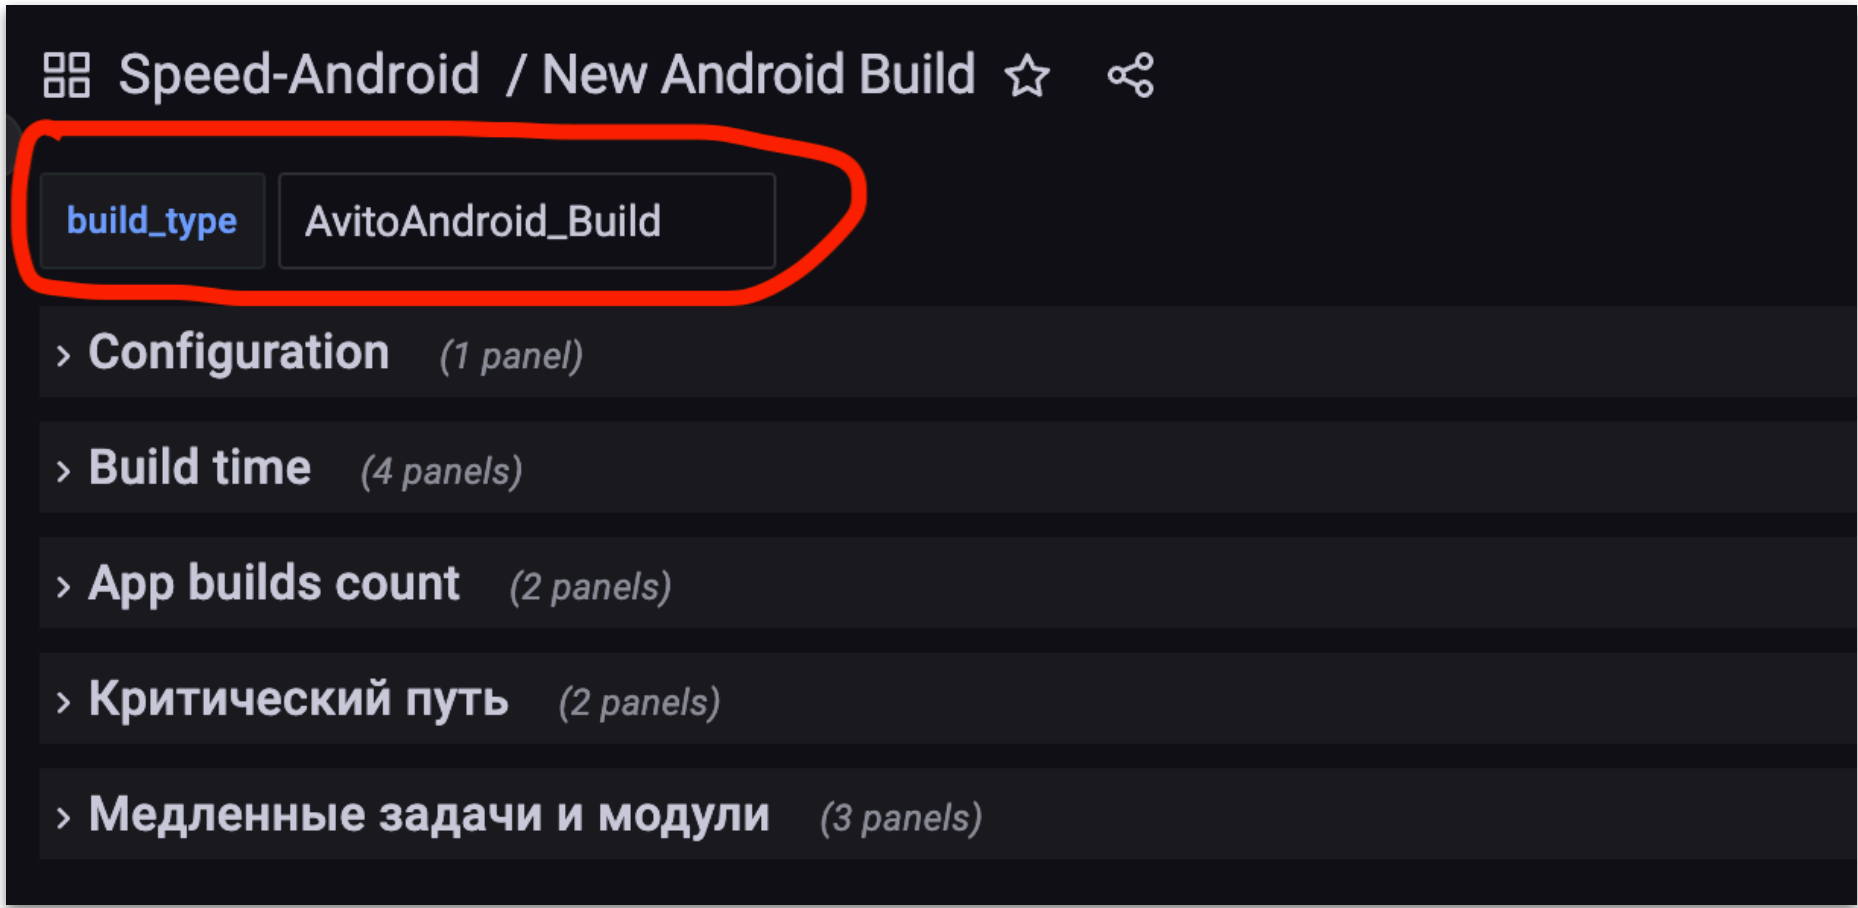 Speed-Android / New Android Build
build_type AvitoAndroid_Build
Configuration (1 panel)
Build time (4 panels)
App builds count (2 panels)
Критический путь (2 panels)
Медленные задачи и модули (3 panels)